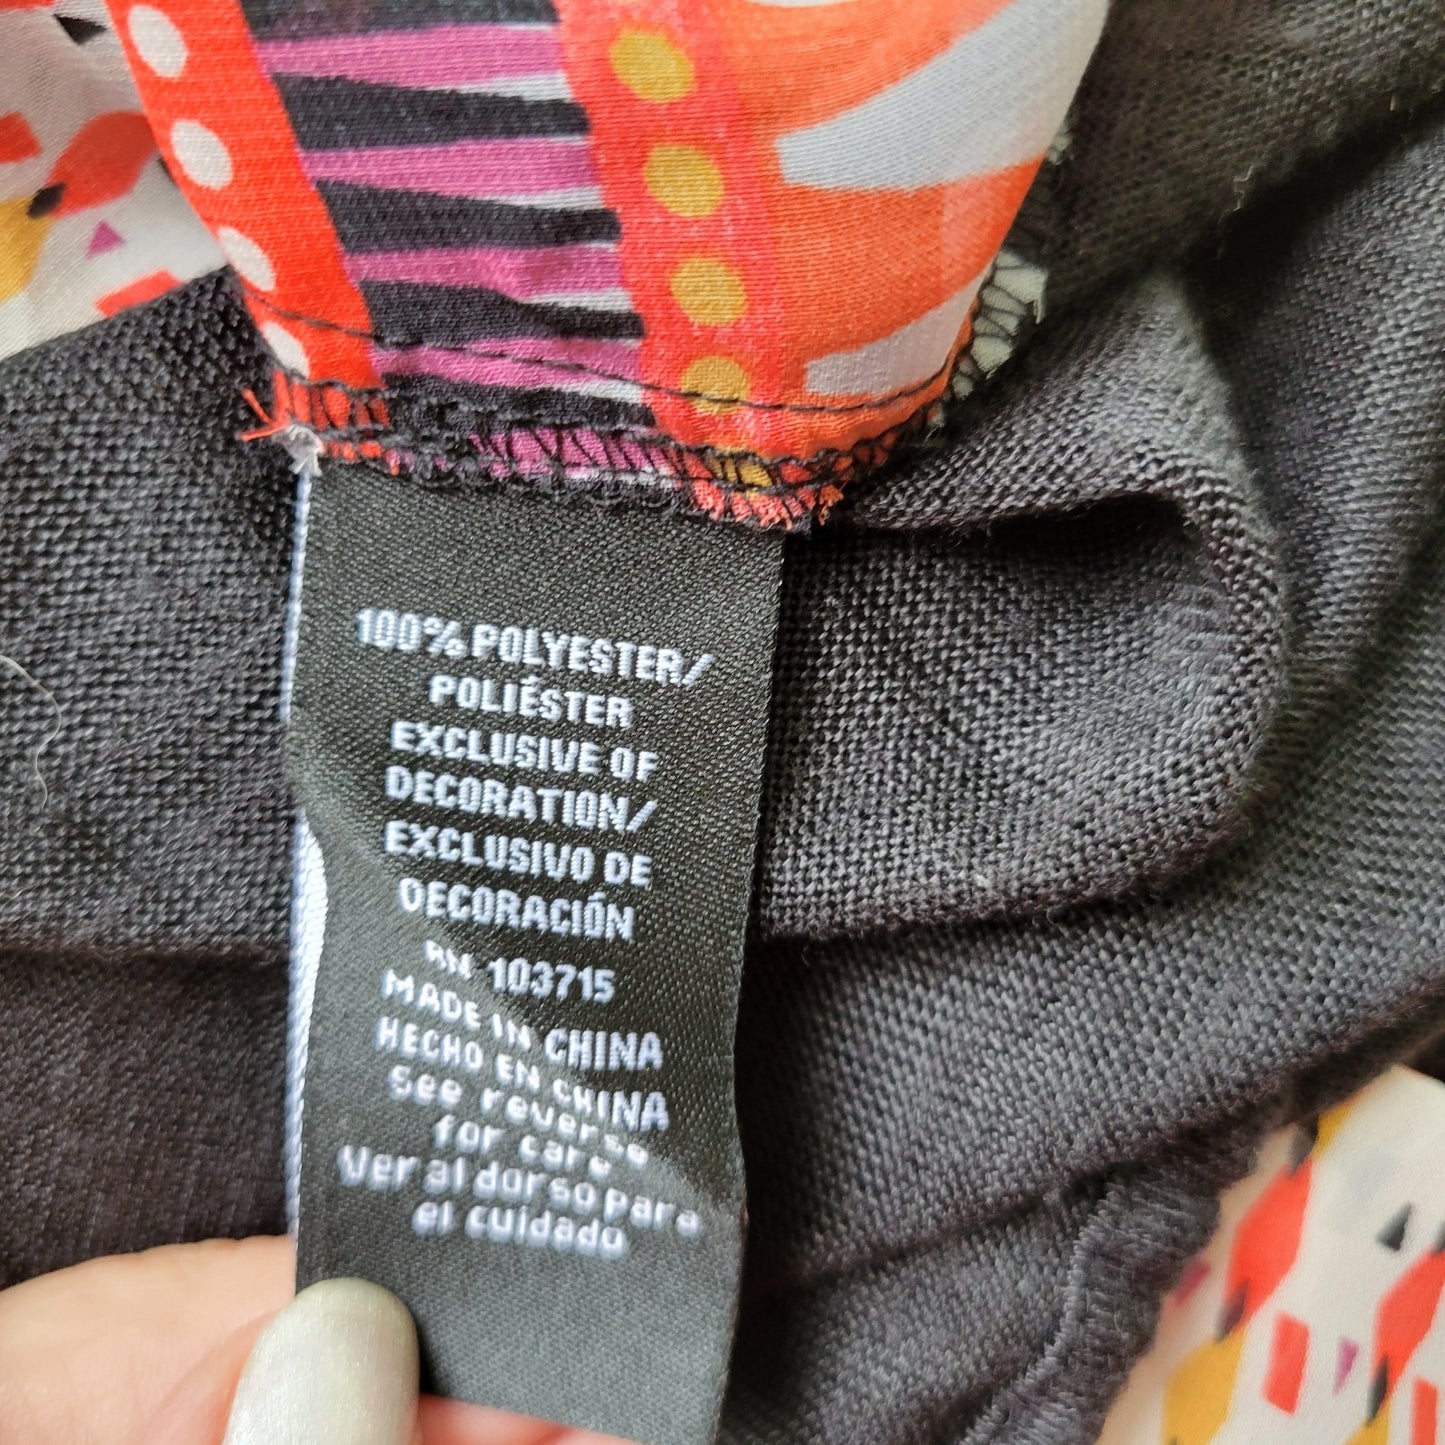 100% POLYESTER/
POLIÉSTER
EXCLUSIVE OF
DECORATION/
EXCLUSIVO DE
DECORACIÓN
RN 103715
MADE IN CHINA
HECHO EN CHINA
See reverse
for care
Ver al dorso para
el cuidado